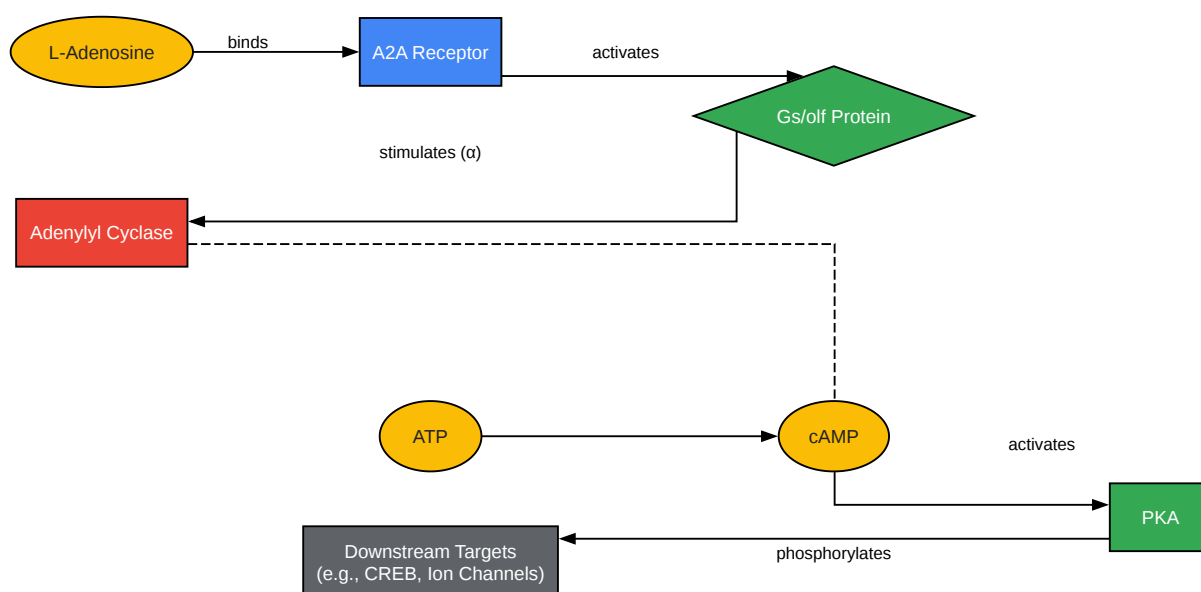 L-Adenosine
binds
A2A Receptor
activates
Gs/olf Protein
stimulates (α)
Adenylyl Cyclase
ATP
cAMP
activates
PKA
phosphorylates
Downstream Targets
(e.g., CREB, Ion Channels)